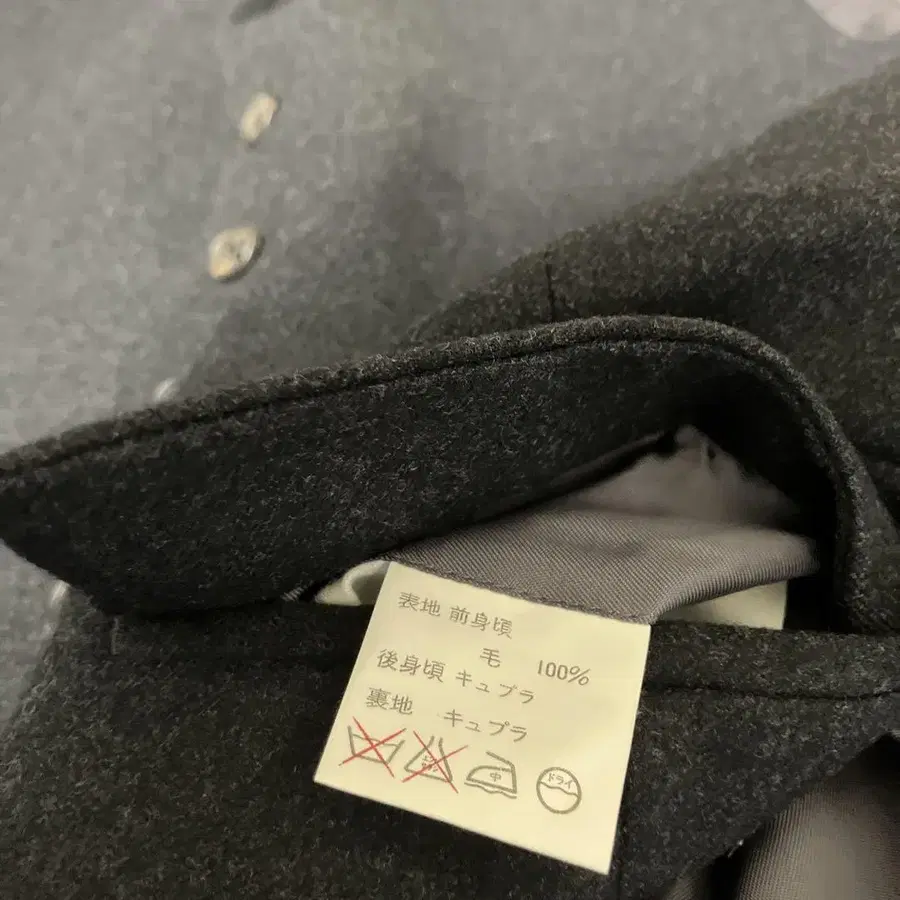 表地 前身頃
毛 100%
後身頃 キュプラ
裏地 キュプラ
中 ドライ